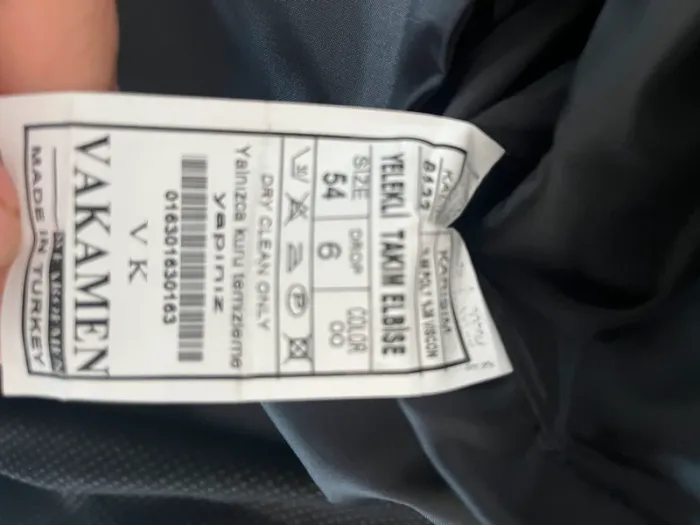 YELEKLİ TAKIM ELBİSE
SIZE DROP COLOR
54 6 00
DRY CLEAN ONLY
Yalnızca kuru temizleme
yapınız
016301630163
V K
VAKAMEN
MADE IN TURKEY